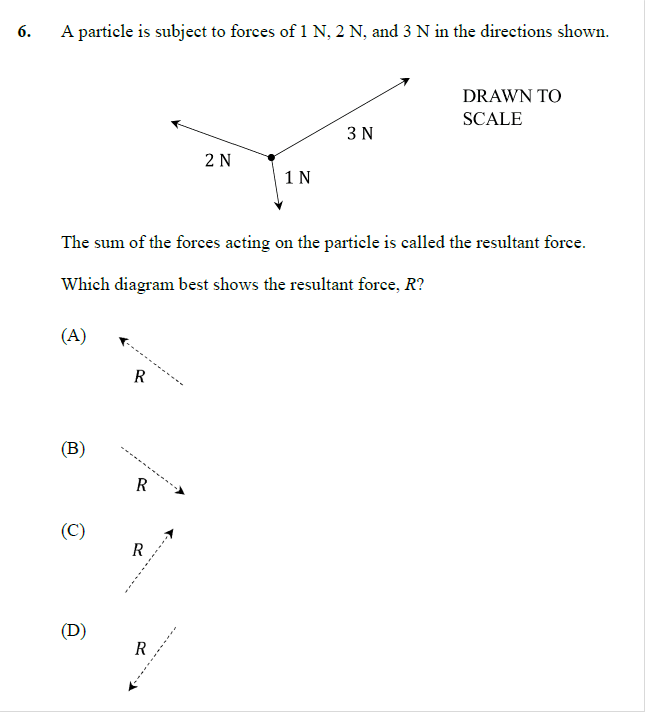 6. A particle is subject to forces of 1 N, 2 N, and 3 N in the directions shown.
DRAWN TO
SCALE
3 N
2 N
1 N
The sum of the forces acting on the particle is called the resultant force.
Which diagram best shows the resultant force, R?
(A)
R
(B)
R
(C)
R
(D)
R